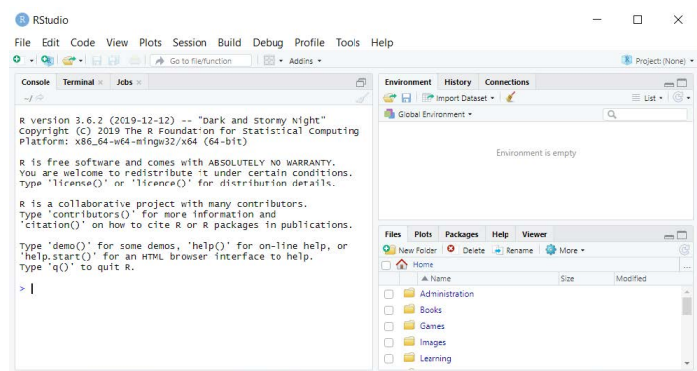 RStudio
File Edit Code View Plots Session Build Debug Profile Tools Help
Go to file/function Addins Project: (None)
Console Terminal Jobs
~/
R version 3.6.2 (2019-12-12) -- "Dark and Stormy Night"
Copyright (C) 2019 The R Foundation for Statistical Computing
Platform: x86_64-w64-mingw32/x64 (64-bit)
R is free software and comes with ABSOLUTELY NO WARRANTY.
You are welcome to redistribute it under certain conditions.
Type 'license()' or 'licence()' for distribution details.
R is a collaborative project with many contributors.
Type 'contributors()' for more information and
'citation()' on how to cite R or R packages in publications.
Type 'demo()' for some demos, 'help()' for on-line help, or
'help.start()' for an HTML browser interface to help.
Type 'q()' to quit R.
>
Environment History Connections
Import Dataset List
Global Environment
Environment is empty
Files Plots Packages Help Viewer
New Folder Delete Rename More
Home ...
Name Size Modified
Administration
Books
Games
Images
Learning